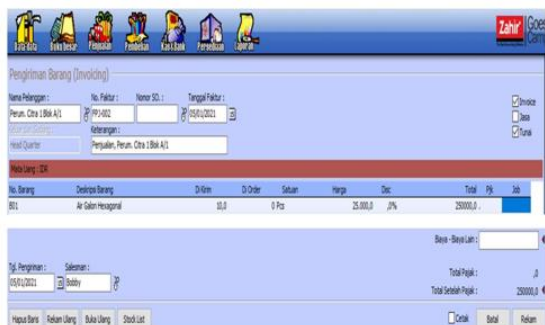 Data-Data Buku Besar Penjualan Pembelian Kas & Bank Persediaan Laporan
Zahir Goes
Pengiriman Barang (Invoicing)
Nama Pelanggan : No. Faktur : Nomor SO. : Tanggal Faktur :
Perum. Citra 1 Blok A/1 FPJ-002 05/01/2021
Invoice
Jasa
Tunai
Keterangan :
Head Quarter Penjualan, Perum. Citra 1 Blok A/1
Mata Uang : IDR
No. Barang Deskripsi Barang Di Kirim Di Order Satuan Harga Disc Total Pjk Job
B01 Air Galon Hexagonal 10,0 0 Pcs 25.000,0 ,0% 250000,0 .
Biaya - Biaya Lain :
Tgl. Pengiriman : Salesman :
05/01/2021 Bobby
Total Pajak : ,0
Total Setelah Pajak : 250000,0
Hapus Baris Rekam Ulang Buka Ulang Stock List Cetak Batal Rekam